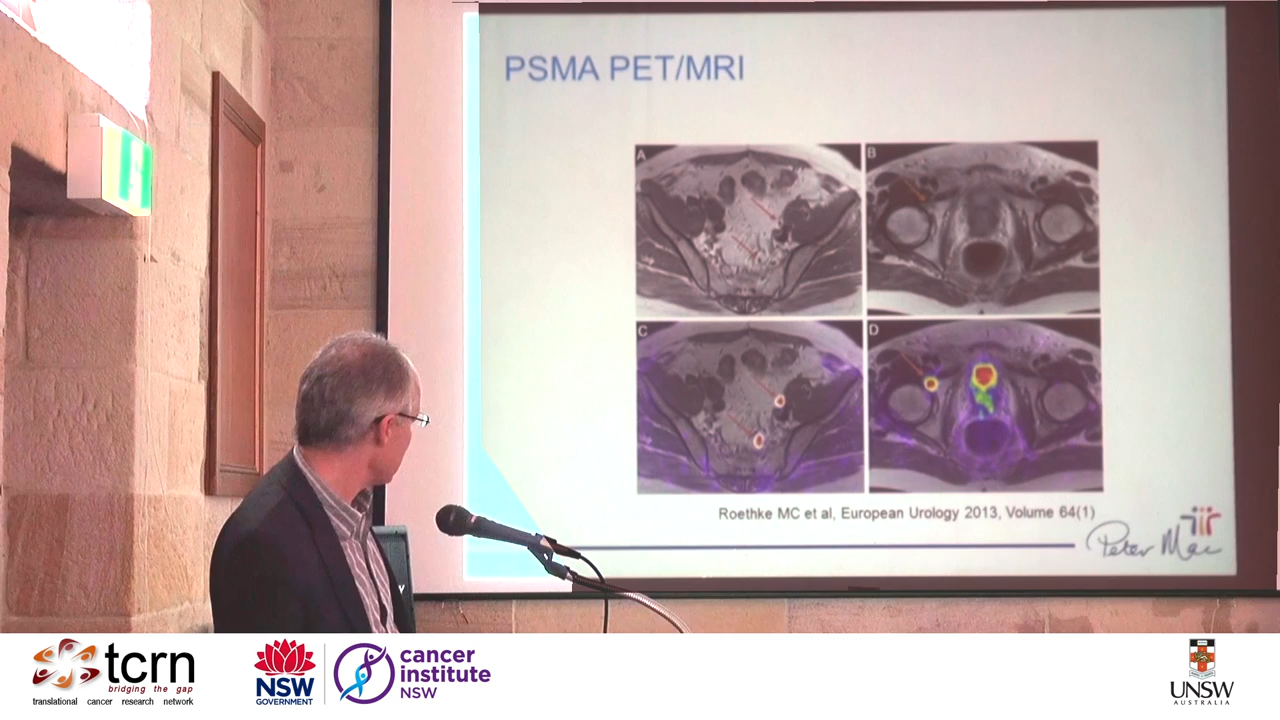 PSMA PET/MRI
A
B
C
D
Roethke MC et al, European Urology 2013, Volume 64(1)
Peter Mac
tcrn
bridging the gap
translational cancer research network
NSW
GOVERNMENT
cancer
institute
NSW
UNSW
AUSTRALIA